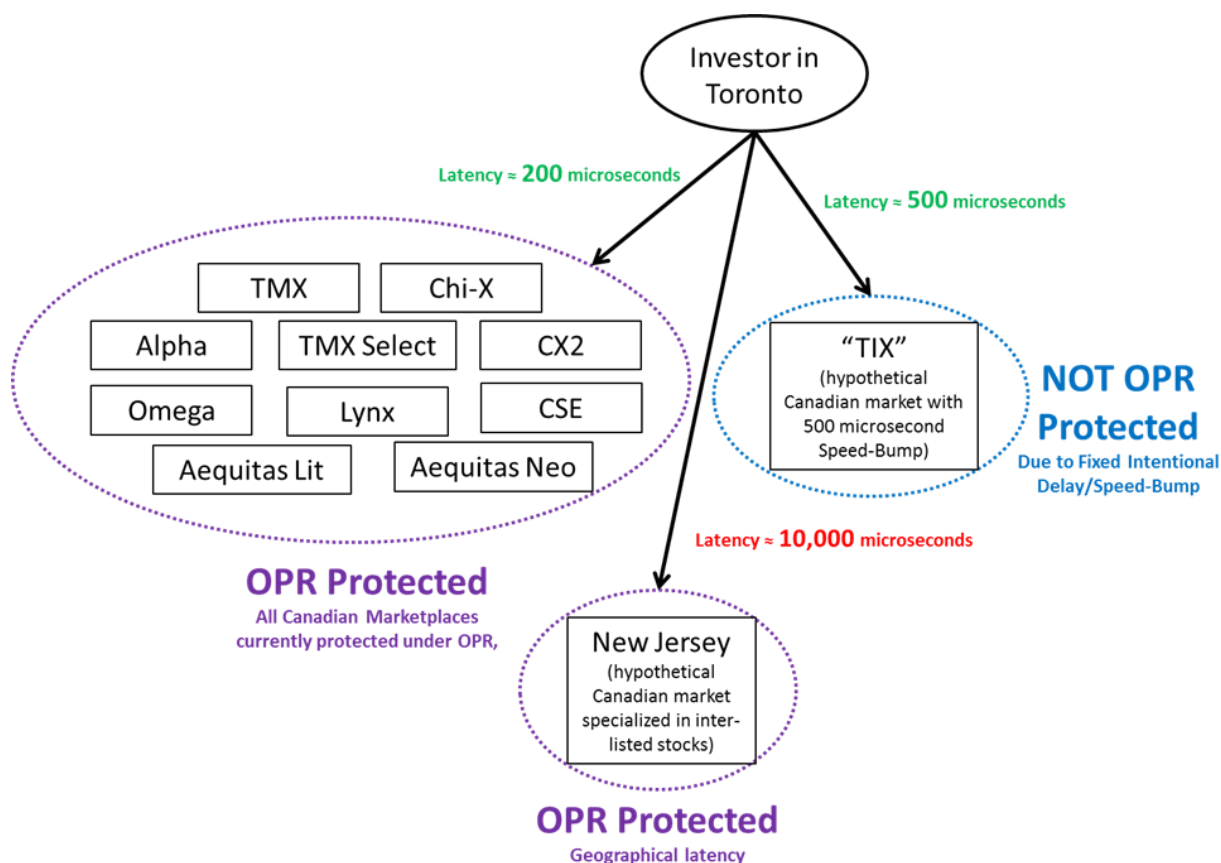 Investor in
Toronto
Latency ≈ 200 microseconds
Latency ≈ 500 microseconds
TMX
Chi-X
Alpha
TMX Select
CX2
Omega
Lynx
CSE
Aequitas Lit
Aequitas Neo
“TIX”
(hypothetical
Canadian market with
500 microsecond
Speed-Bump)
NOT OPR
Protected
Due to Fixed Intentional
Delay/Speed-Bump
Latency ≈ 10,000 microseconds
OPR Protected
All Canadian Marketplaces
currently protected under OPR,
New Jersey
(hypothetical
Canadian market
specialized in inter-
listed stocks)
OPR Protected
Geographical latency